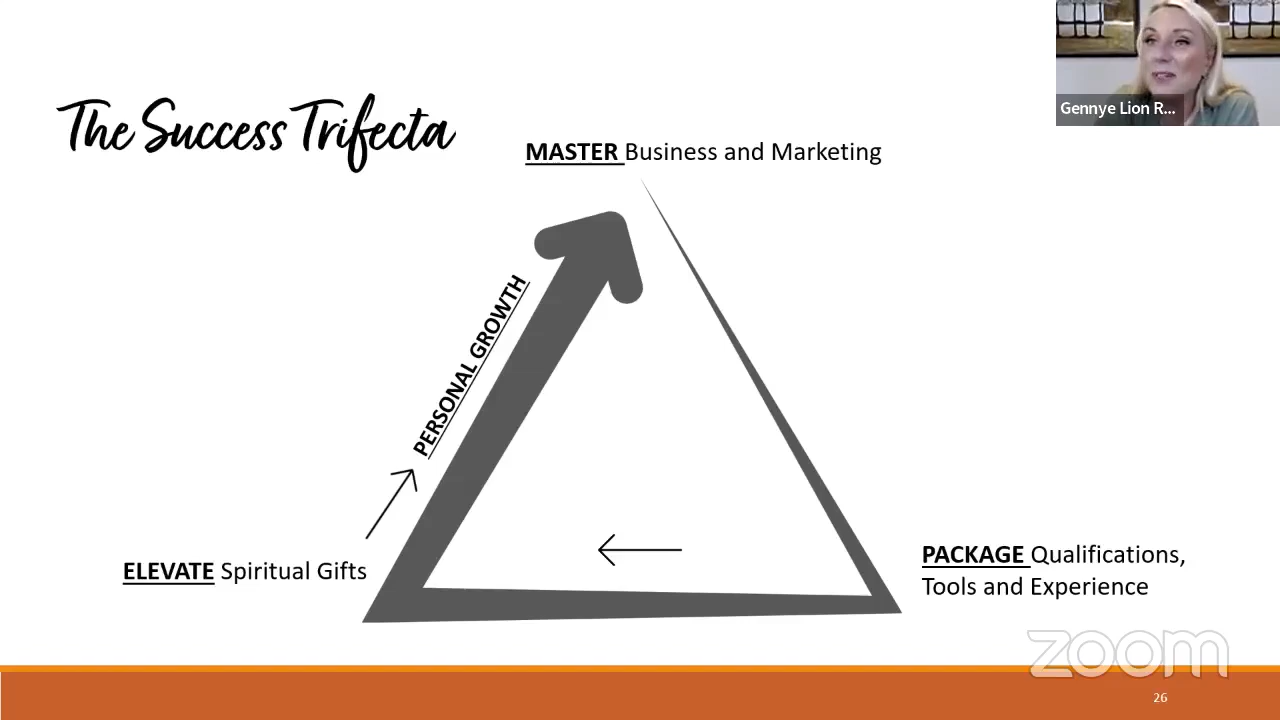 Gennye Lion R...
The Success Trifecta
MASTER Business and Marketing
PERSONAL GROWTH
ELEVATE Spiritual Gifts
PACKAGE Qualifications,
Tools and Experience
zoom
26